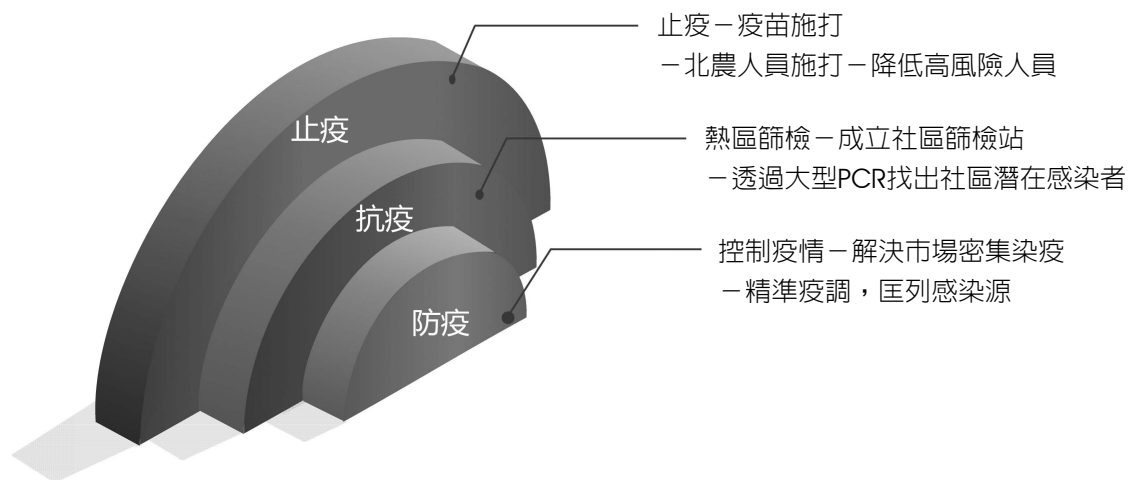 止疫－疫苗施打
－北農人員施打－降低高風險人員
止疫
熱區篩檢－成立社區篩檢站
－透過大型PCR找出社區潛在感染者
抗疫
控制疫情－解決市場密集染疫
－精準疫調，匡列感染源
防疫